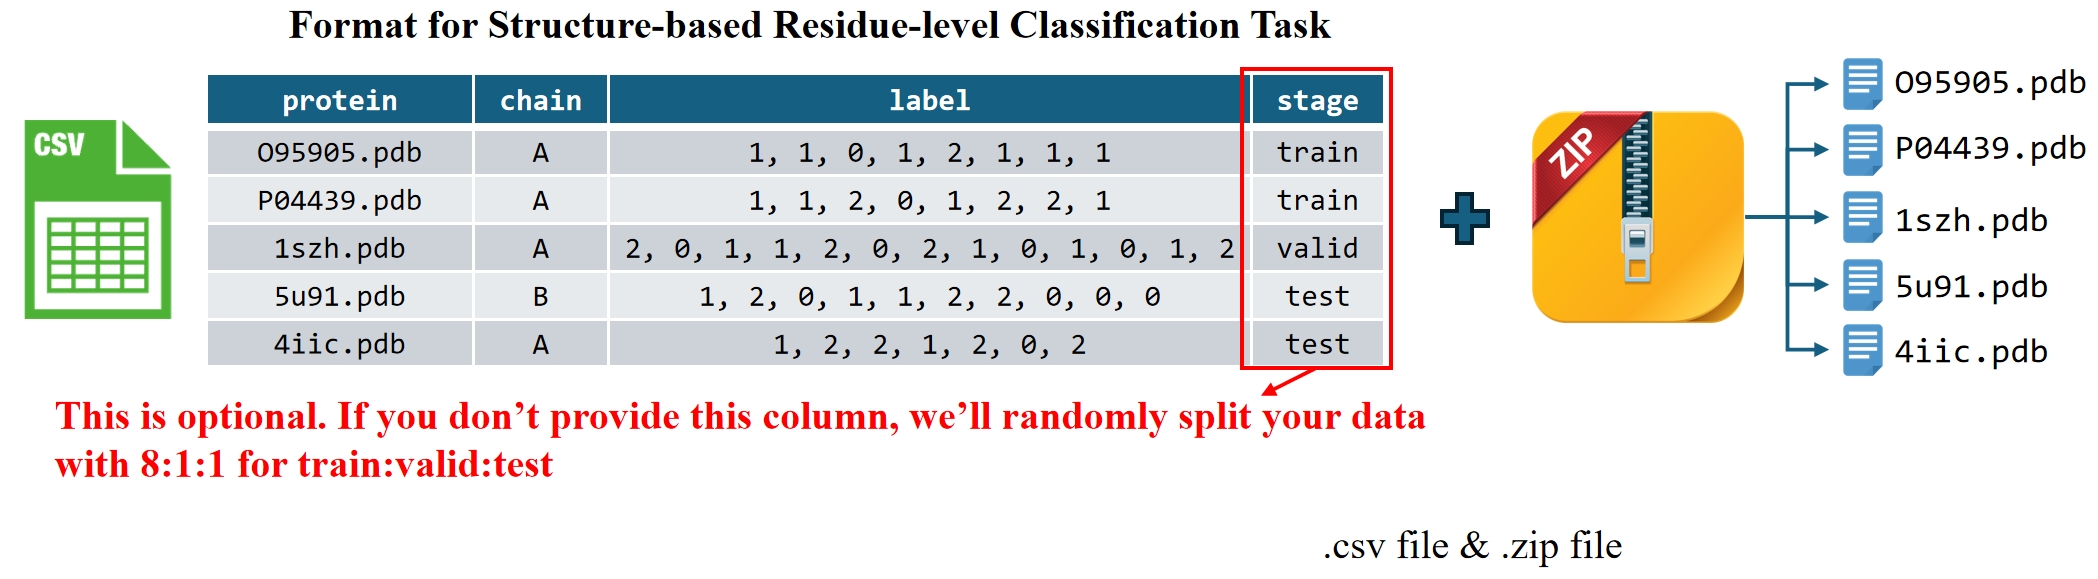 Format for Structure-based Residue-level Classification Task
CSV
protein chain label stage
O95905.pdb A 1, 1, 0, 1, 2, 1, 1, 1 train
P04439.pdb A 1, 1, 2, 0, 1, 2, 2, 1 train
1szh.pdb A 2, 0, 1, 1, 2, 0, 2, 1, 0, 1, 0, 1, 2 valid
5u91.pdb B 1, 2, 0, 1, 1, 2, 2, 0, 0, 0 test
4iic.pdb A 1, 2, 2, 1, 2, 0, 2 test
This is optional. If you don’t provide this column, we’ll randomly split your data
with 8:1:1 for train:valid:test
ZIP
O95905.pdb
P04439.pdb
1szh.pdb
5u91.pdb
4iic.pdb
.csv file & .zip file